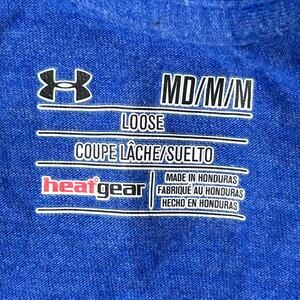 MD/M/M
LOOSE
COUPE LÂCHE/SUELTO
heatgear
MADE IN HONDURAS
FABRIQUÉ AU HONDURAS
HECHO EN HONDURAS